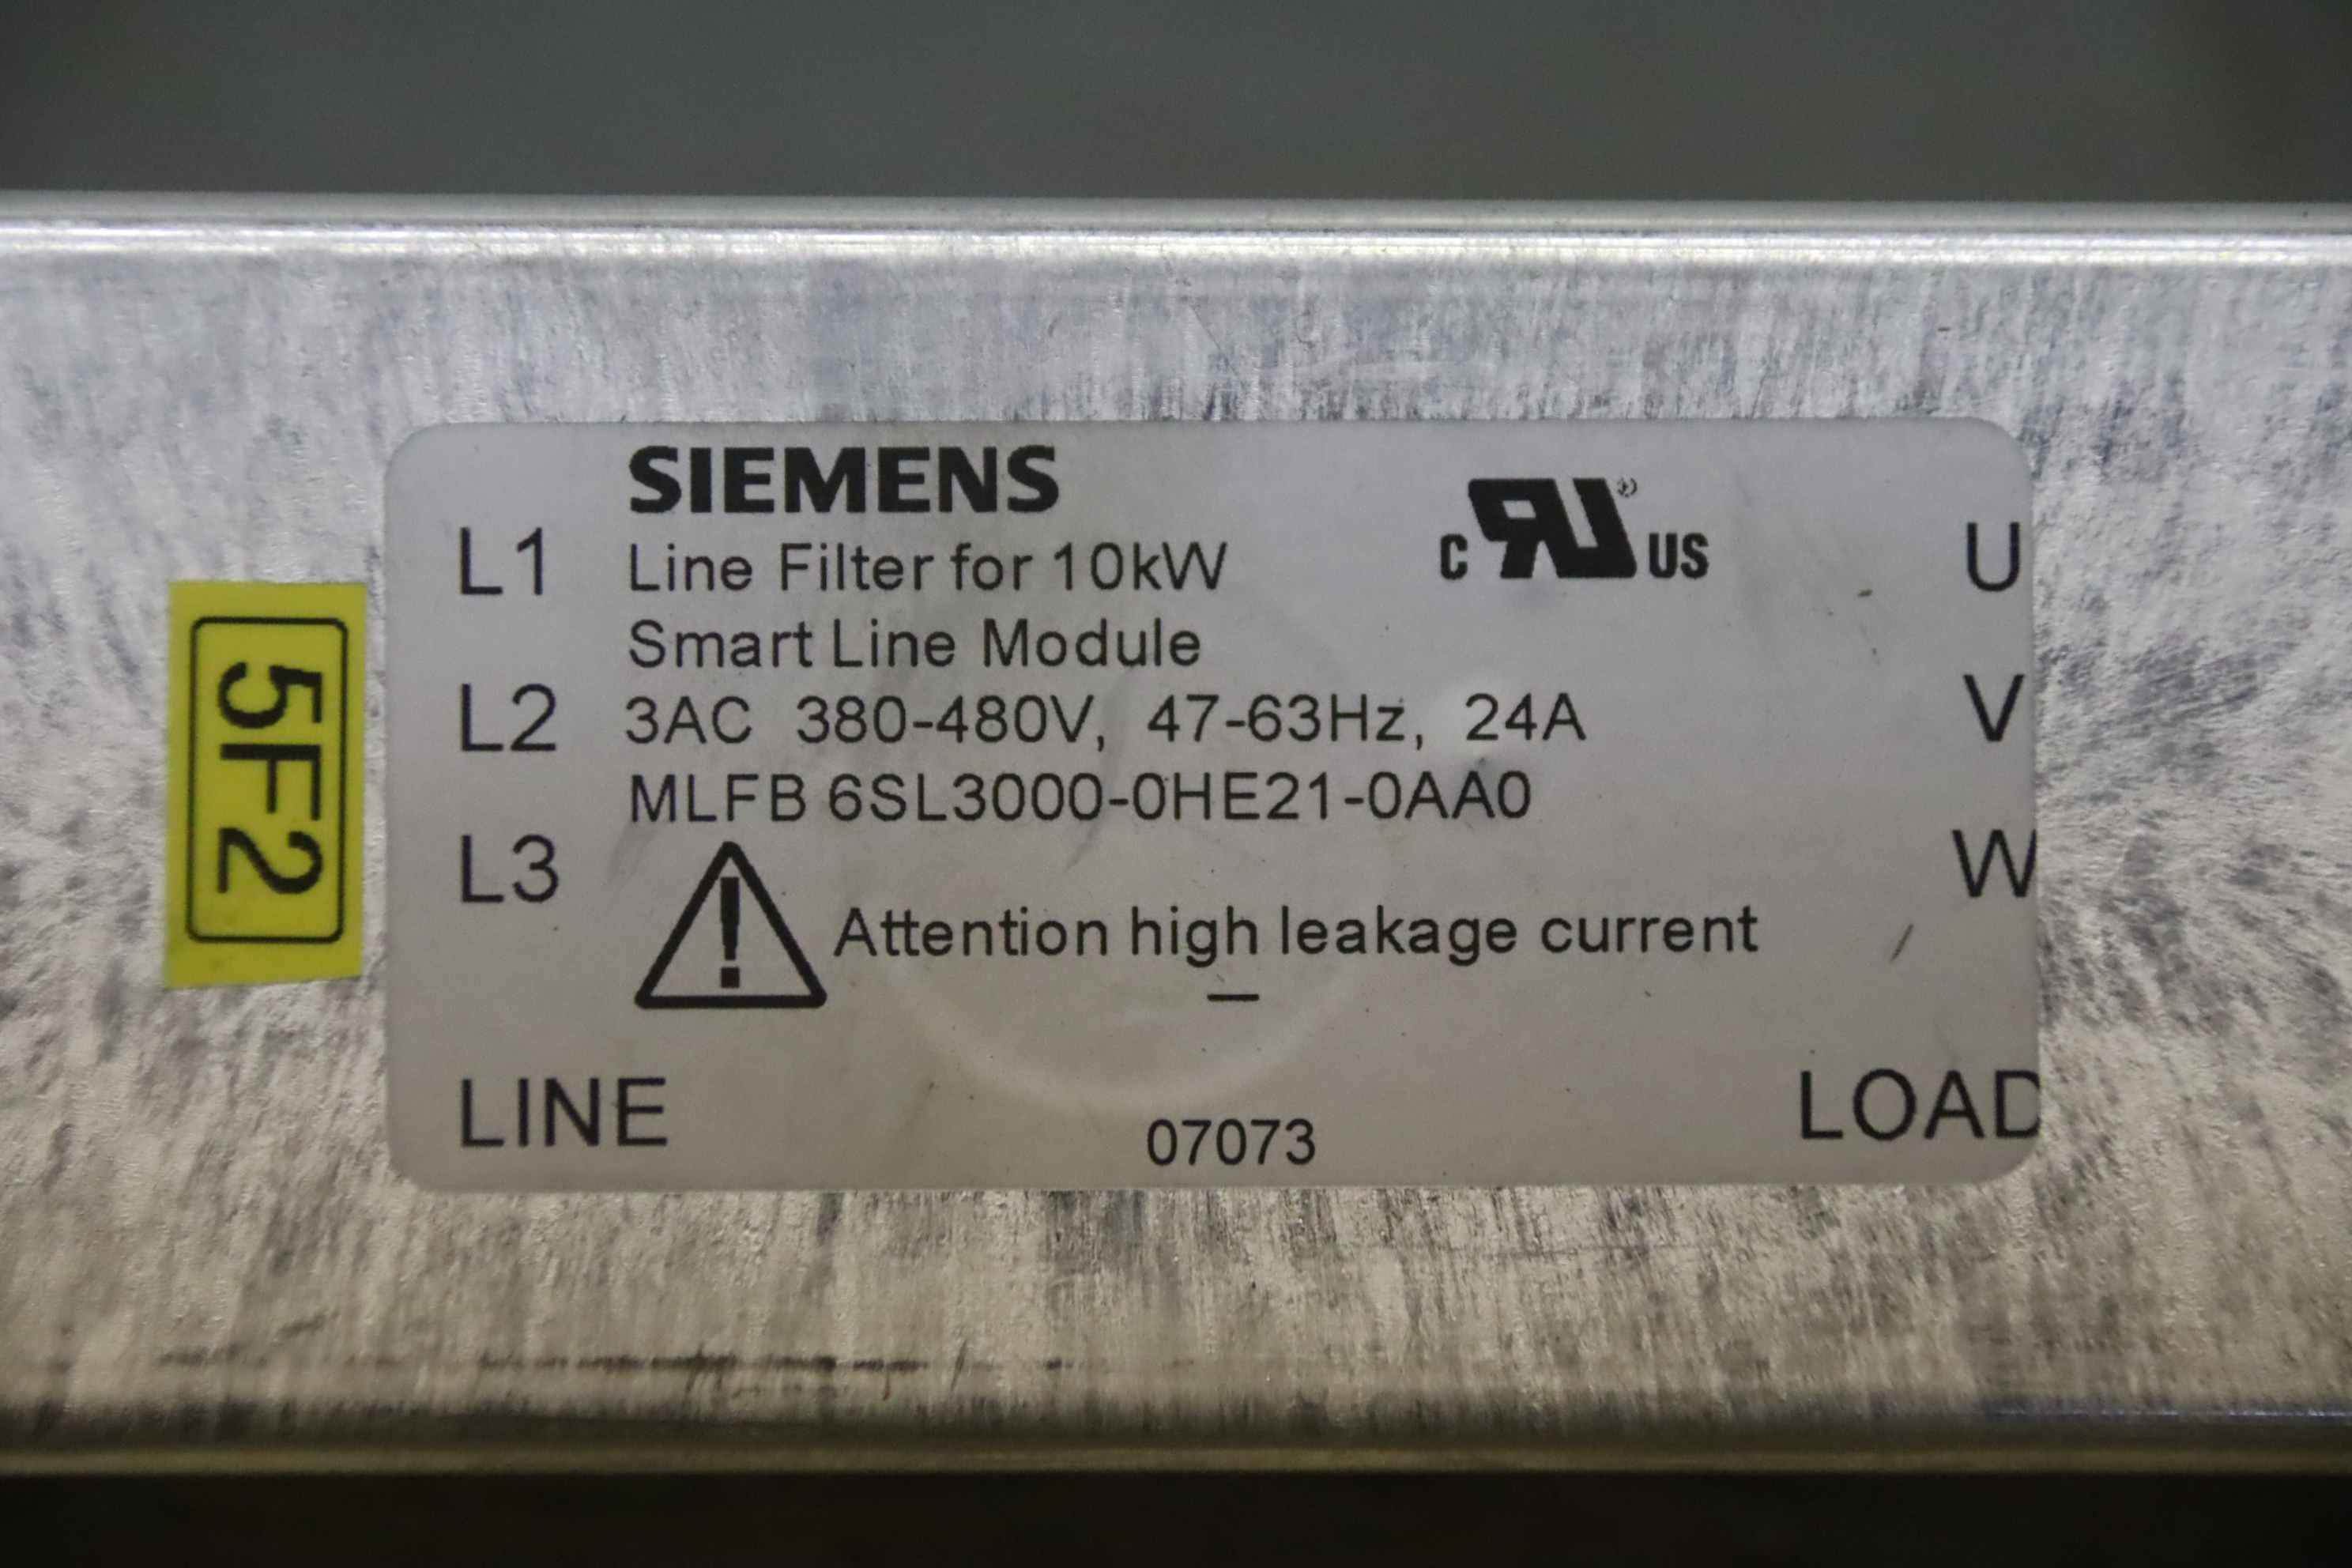 SIEMENS
L1
Line Filter for 10kW
Smart Line Module
cRU® US
U
L2
3AC 380-480V, 47-63Hz, 24A
V
MLFB 6SL3000-0HE21-0AA0
L3
! Attention high leakage current
W
LINE
07073
LOAD
5F2